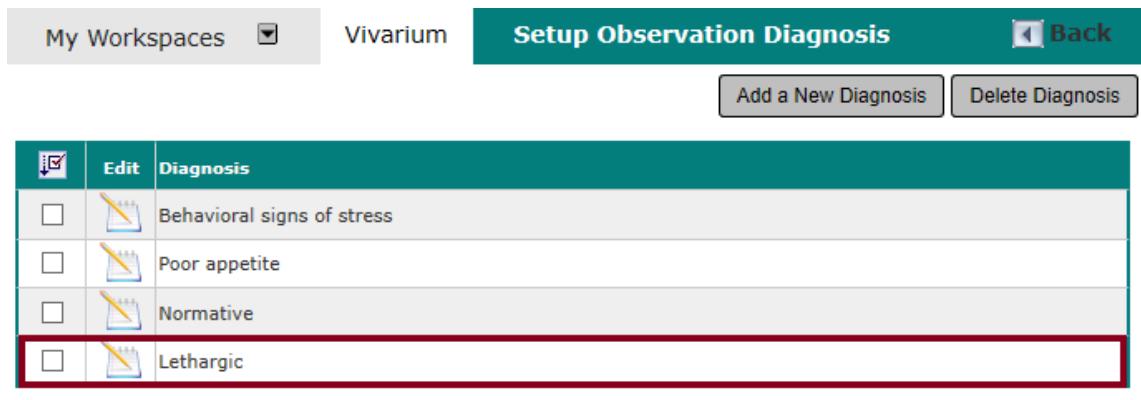 My Workspaces Vivarium Setup Observation Diagnosis Back
Add a New Diagnosis Delete Diagnosis
Edit Diagnosis
Behavioral signs of stress
Poor appetite
Normative
Lethargic